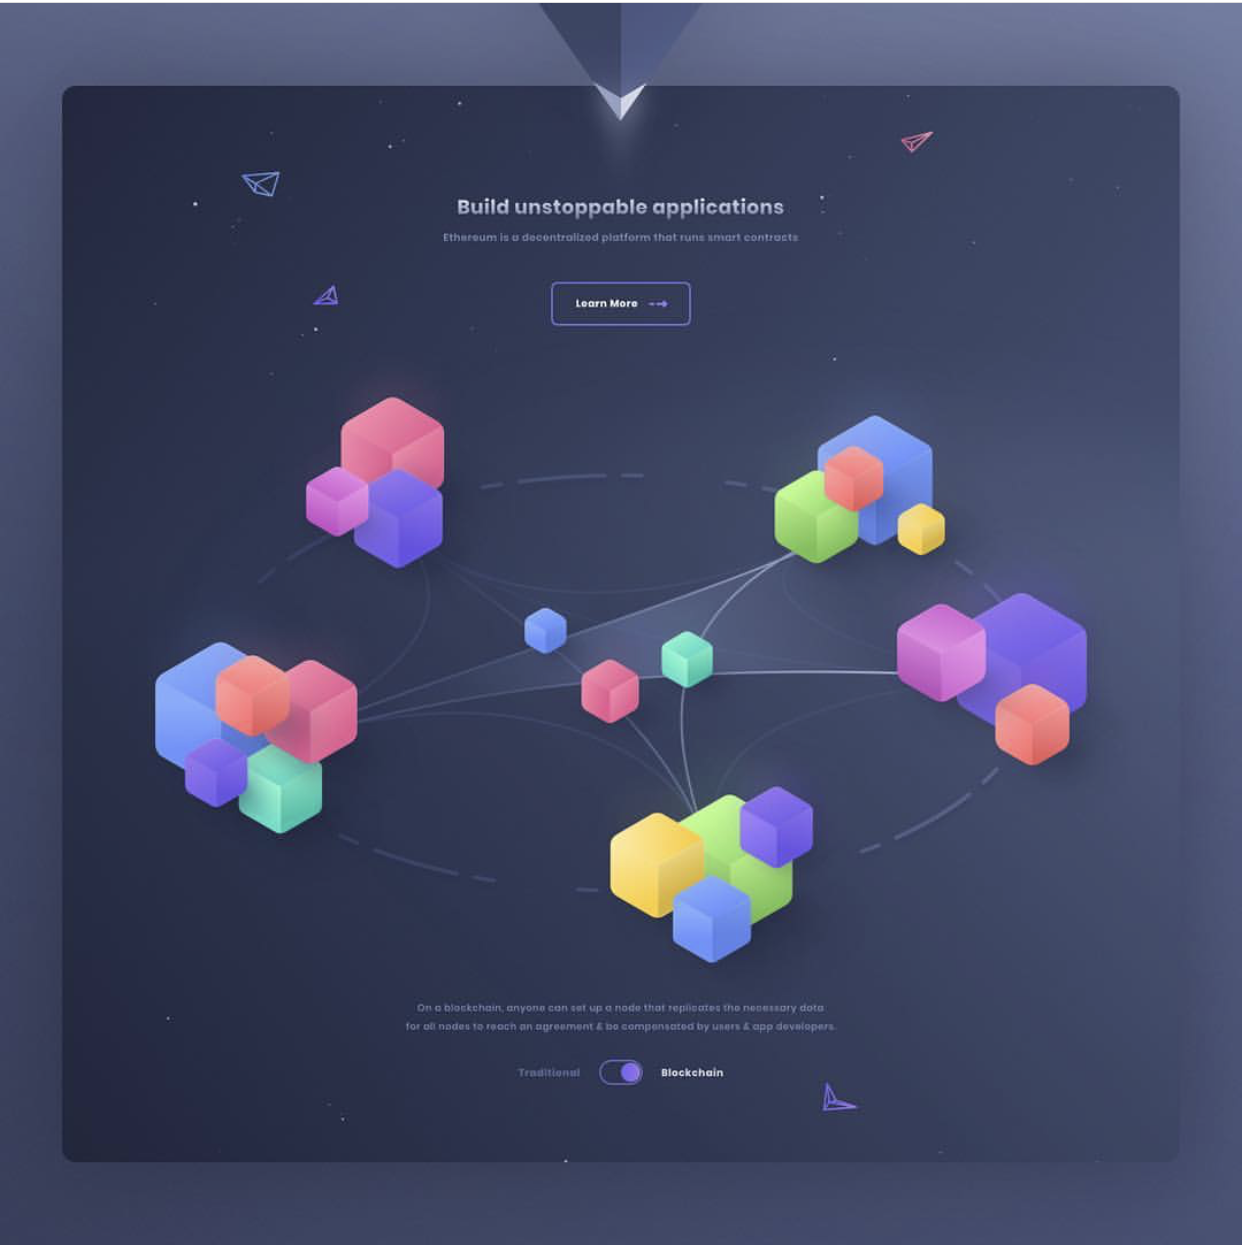 Build unstoppable applications
Ethereum is a decentralized platform that runs smart contracts
Learn More
On a blockchain, anyone can set up a node that replicates the necessary data
for all nodes to reach an agreement & be compensated by users & app developers.
Traditional Blockchain